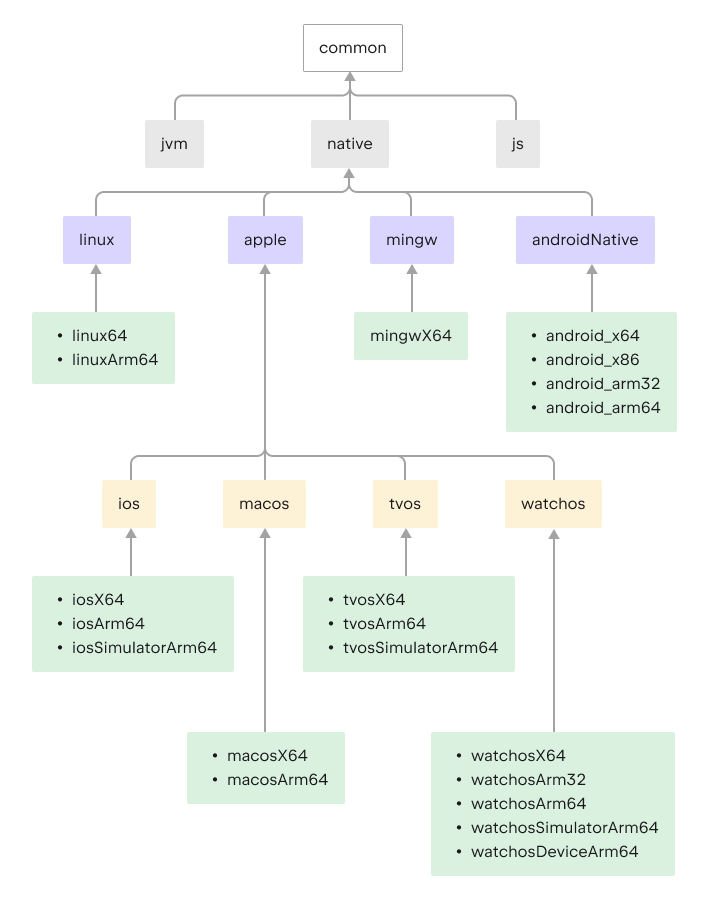 common
jvm
native
js
linux
apple
mingw
androidNative
• linux64
• linuxArm64
mingwX64
• android_x64
• android_x86
• android_arm32
• android_arm64
ios
macos
tvos
watchos
• iosX64
• iosArm64
• iosSimulatorArm64
• tvosX64
• tvosArm64
• tvosSimulatorArm64
• macosX64
• macosArm64
• watchosX64
• watchosArm32
• watchosArm64
• watchosSimulatorArm64
• watchosDeviceArm64